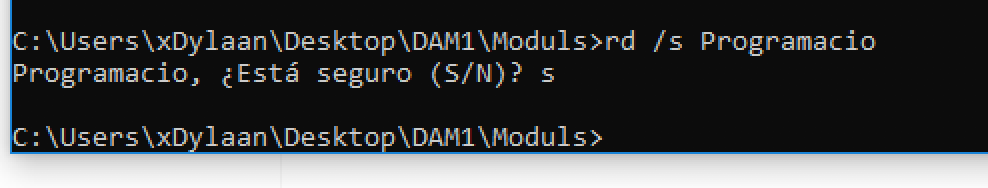 C:\Users\xDylaan\Desktop\DAM1\Moduls>rd /s Programacio
Programacio, ¿Está seguro (S/N)? s
C:\Users\xDylaan\Desktop\DAM1\Moduls>